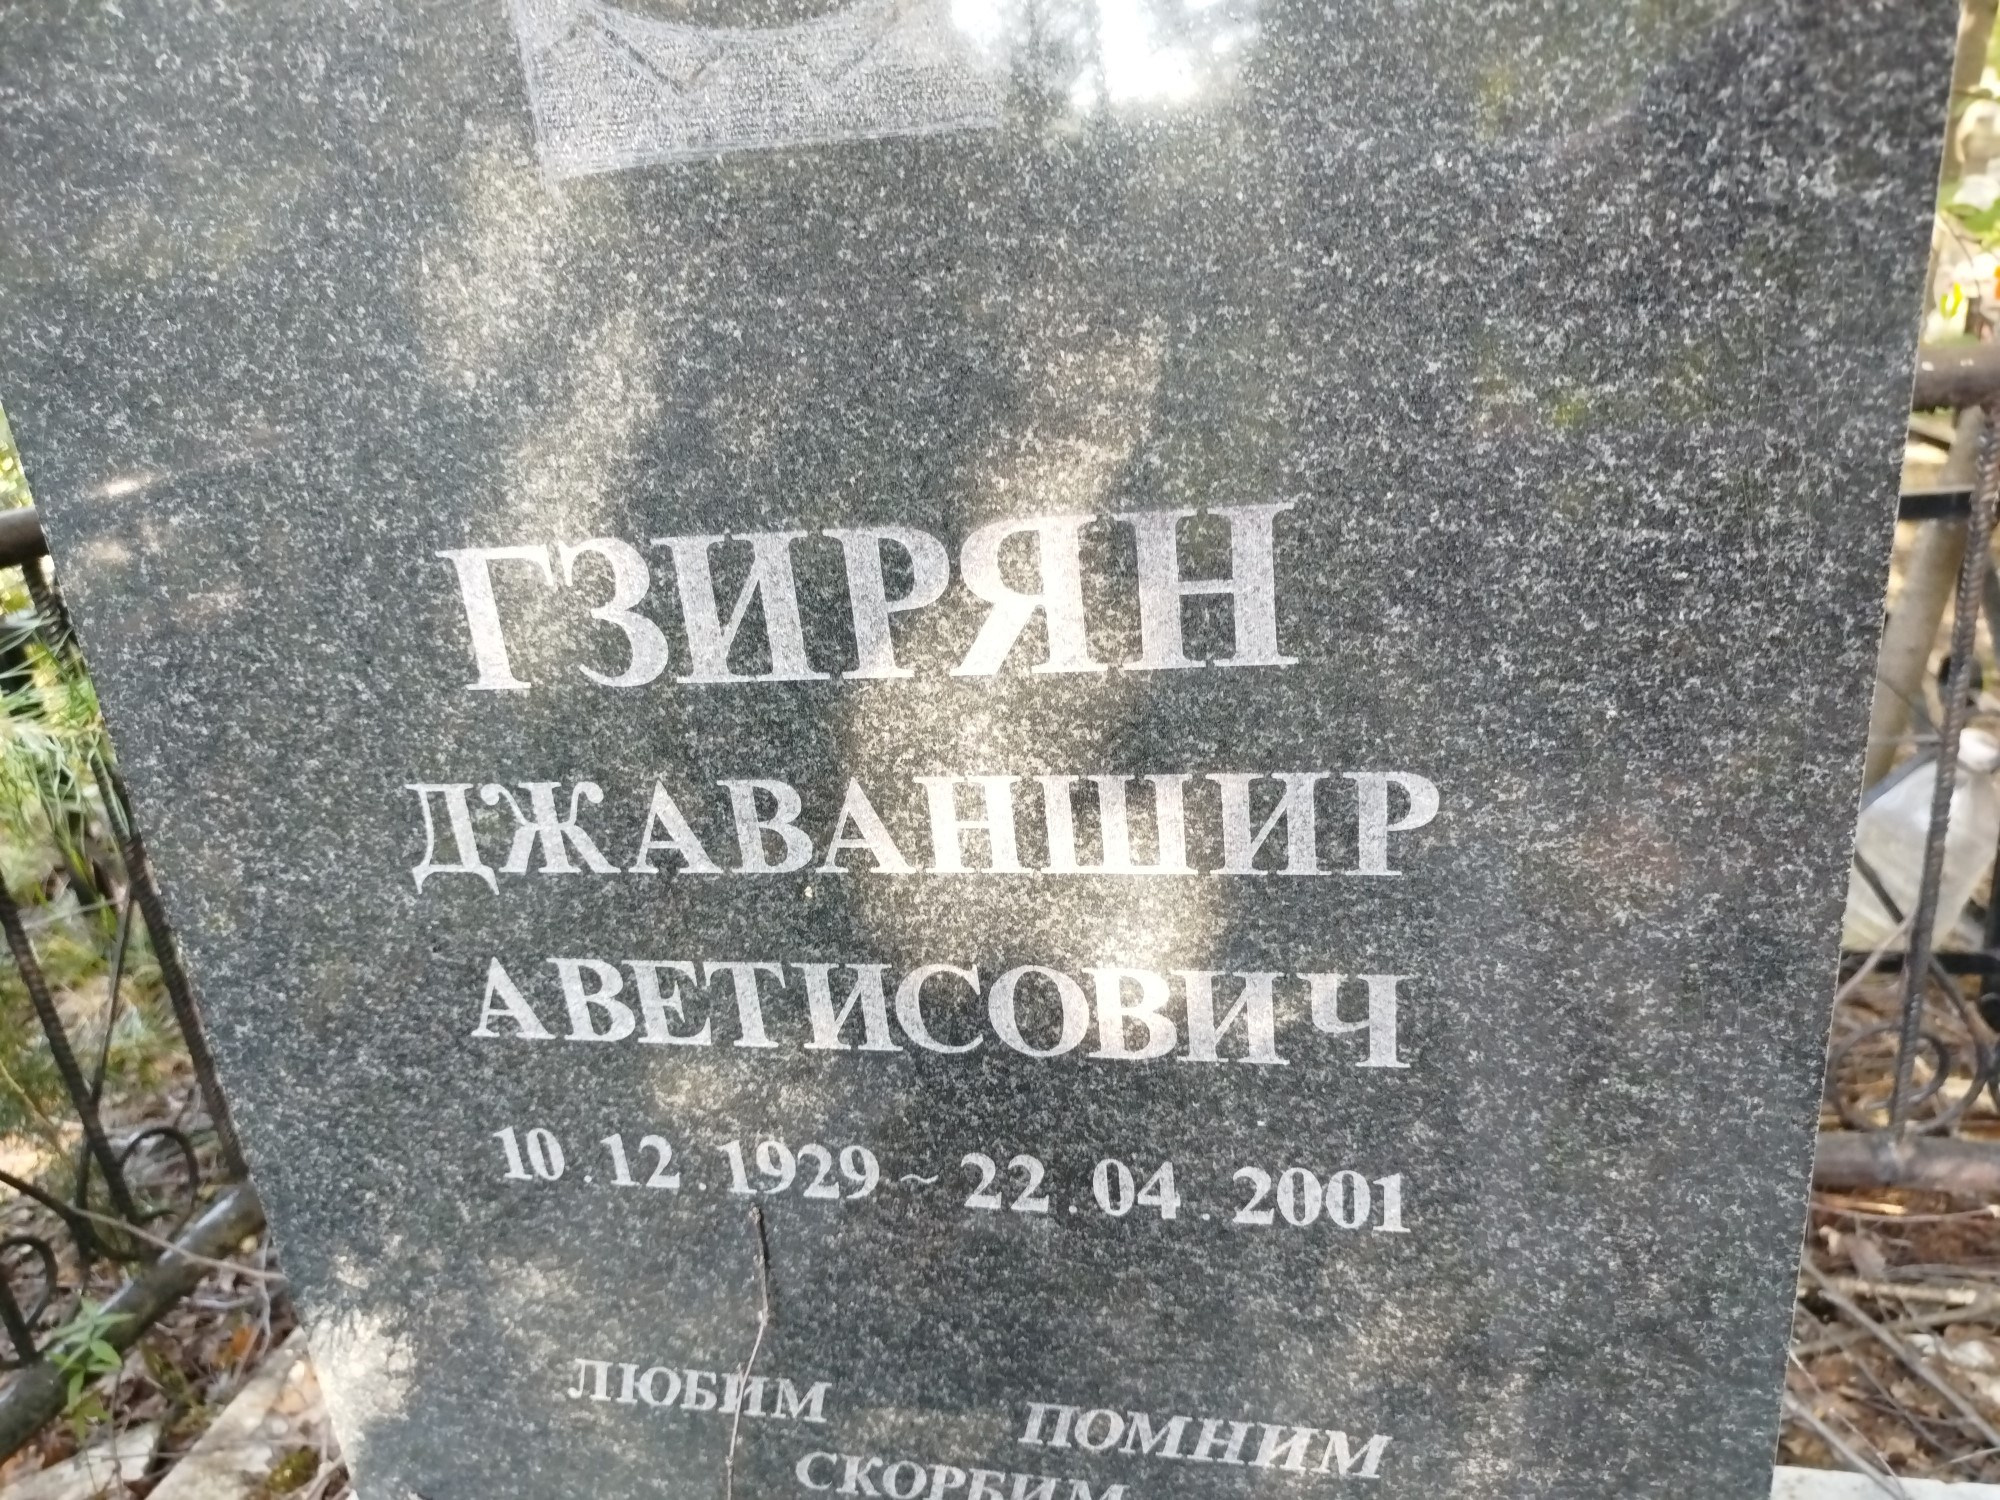 ГЗИРЯН
ДЖАВАНШИР
АВЕТИСОВИЧ
10.12.1929 ~ 22.04.2001
ЛЮБИМ ПОМНИМ
СКОРБИМ